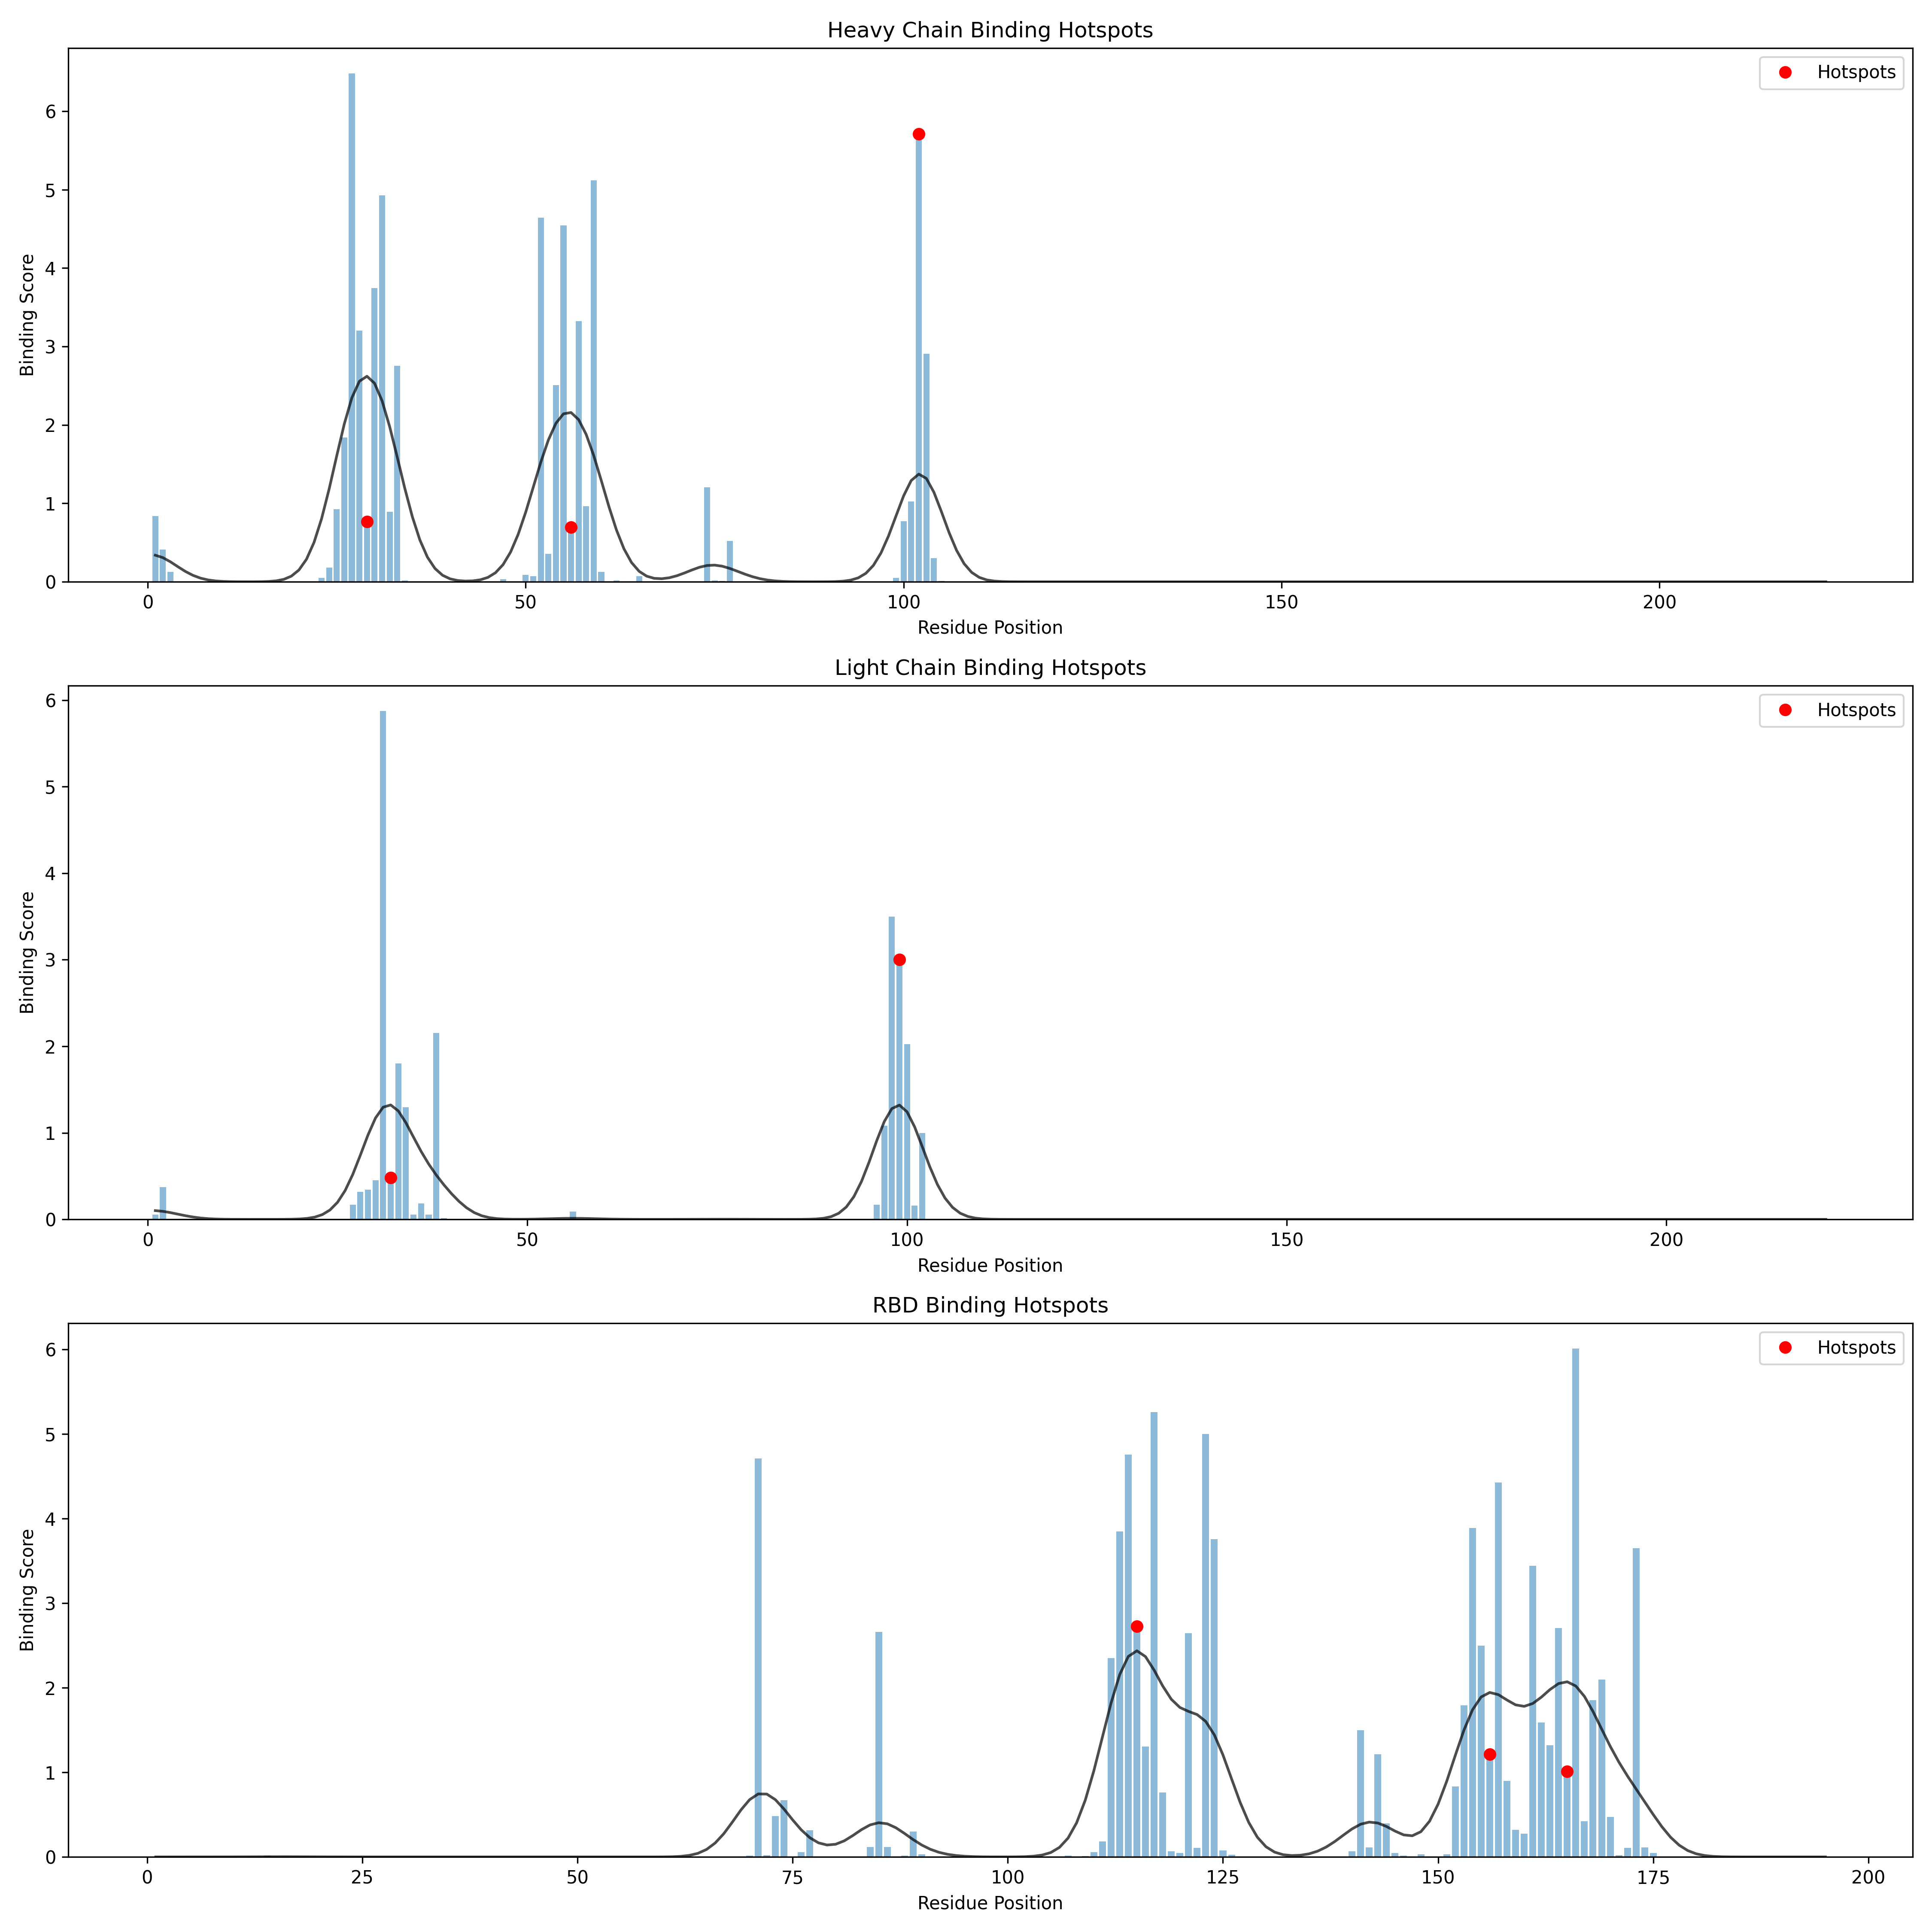 Heavy Chain Binding Hotspots
Hotspots
Binding Score
6
5
4
3
2
1
0
0 50 100 150 200
Residue Position
Light Chain Binding Hotspots
Hotspots
Binding Score
6
5
4
3
2
1
0
0 50 100 150 200
Residue Position
RBD Binding Hotspots
Hotspots
Binding Score
6
5
4
3
2
1
0
0 25 50 75 100 125 150 175 200
Residue Position